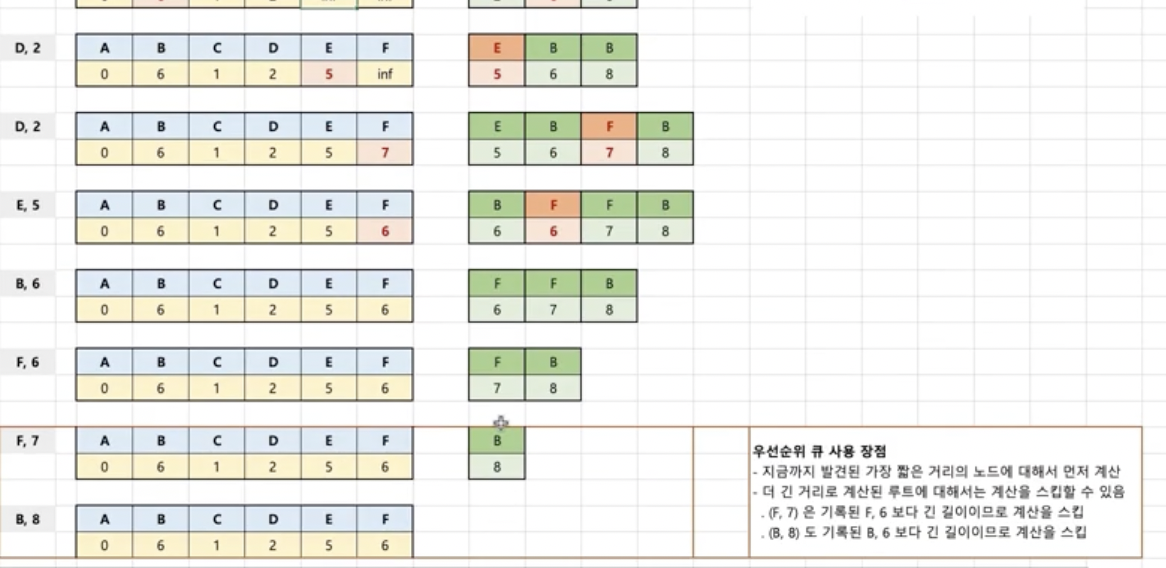 D, 2 A B C D E F E B B
0 6 1 2 5 inf 5 6 8
D, 2 A B C D E F E B F B
0 6 1 2 5 7 5 6 7 8
E, 5 A B C D E F B F F B
0 6 1 2 5 6 6 6 7 8
B, 6 A B C D E F F F B
0 6 1 2 5 6 6 7 8
F, 6 A B C D E F F B
0 6 1 2 5 6 7 8
F, 7 A B C D E F B
0 6 1 2 5 6 8
우선순위 큐 사용 장점
- 지금까지 발견된 가장 짧은 거리의 노드에 대해서 먼저 계산
- 더 긴 거리로 계산된 루트에 대해서는 계산을 스킵할 수 있음
. (F, 7) 은 기록된 F, 6 보다 긴 길이이므로 계산을 스킵
. (B, 8) 도 기록된 B, 6 보다 긴 길이이므로 계산을 스킵
B, 8 A B C D E F
0 6 1 2 5 6